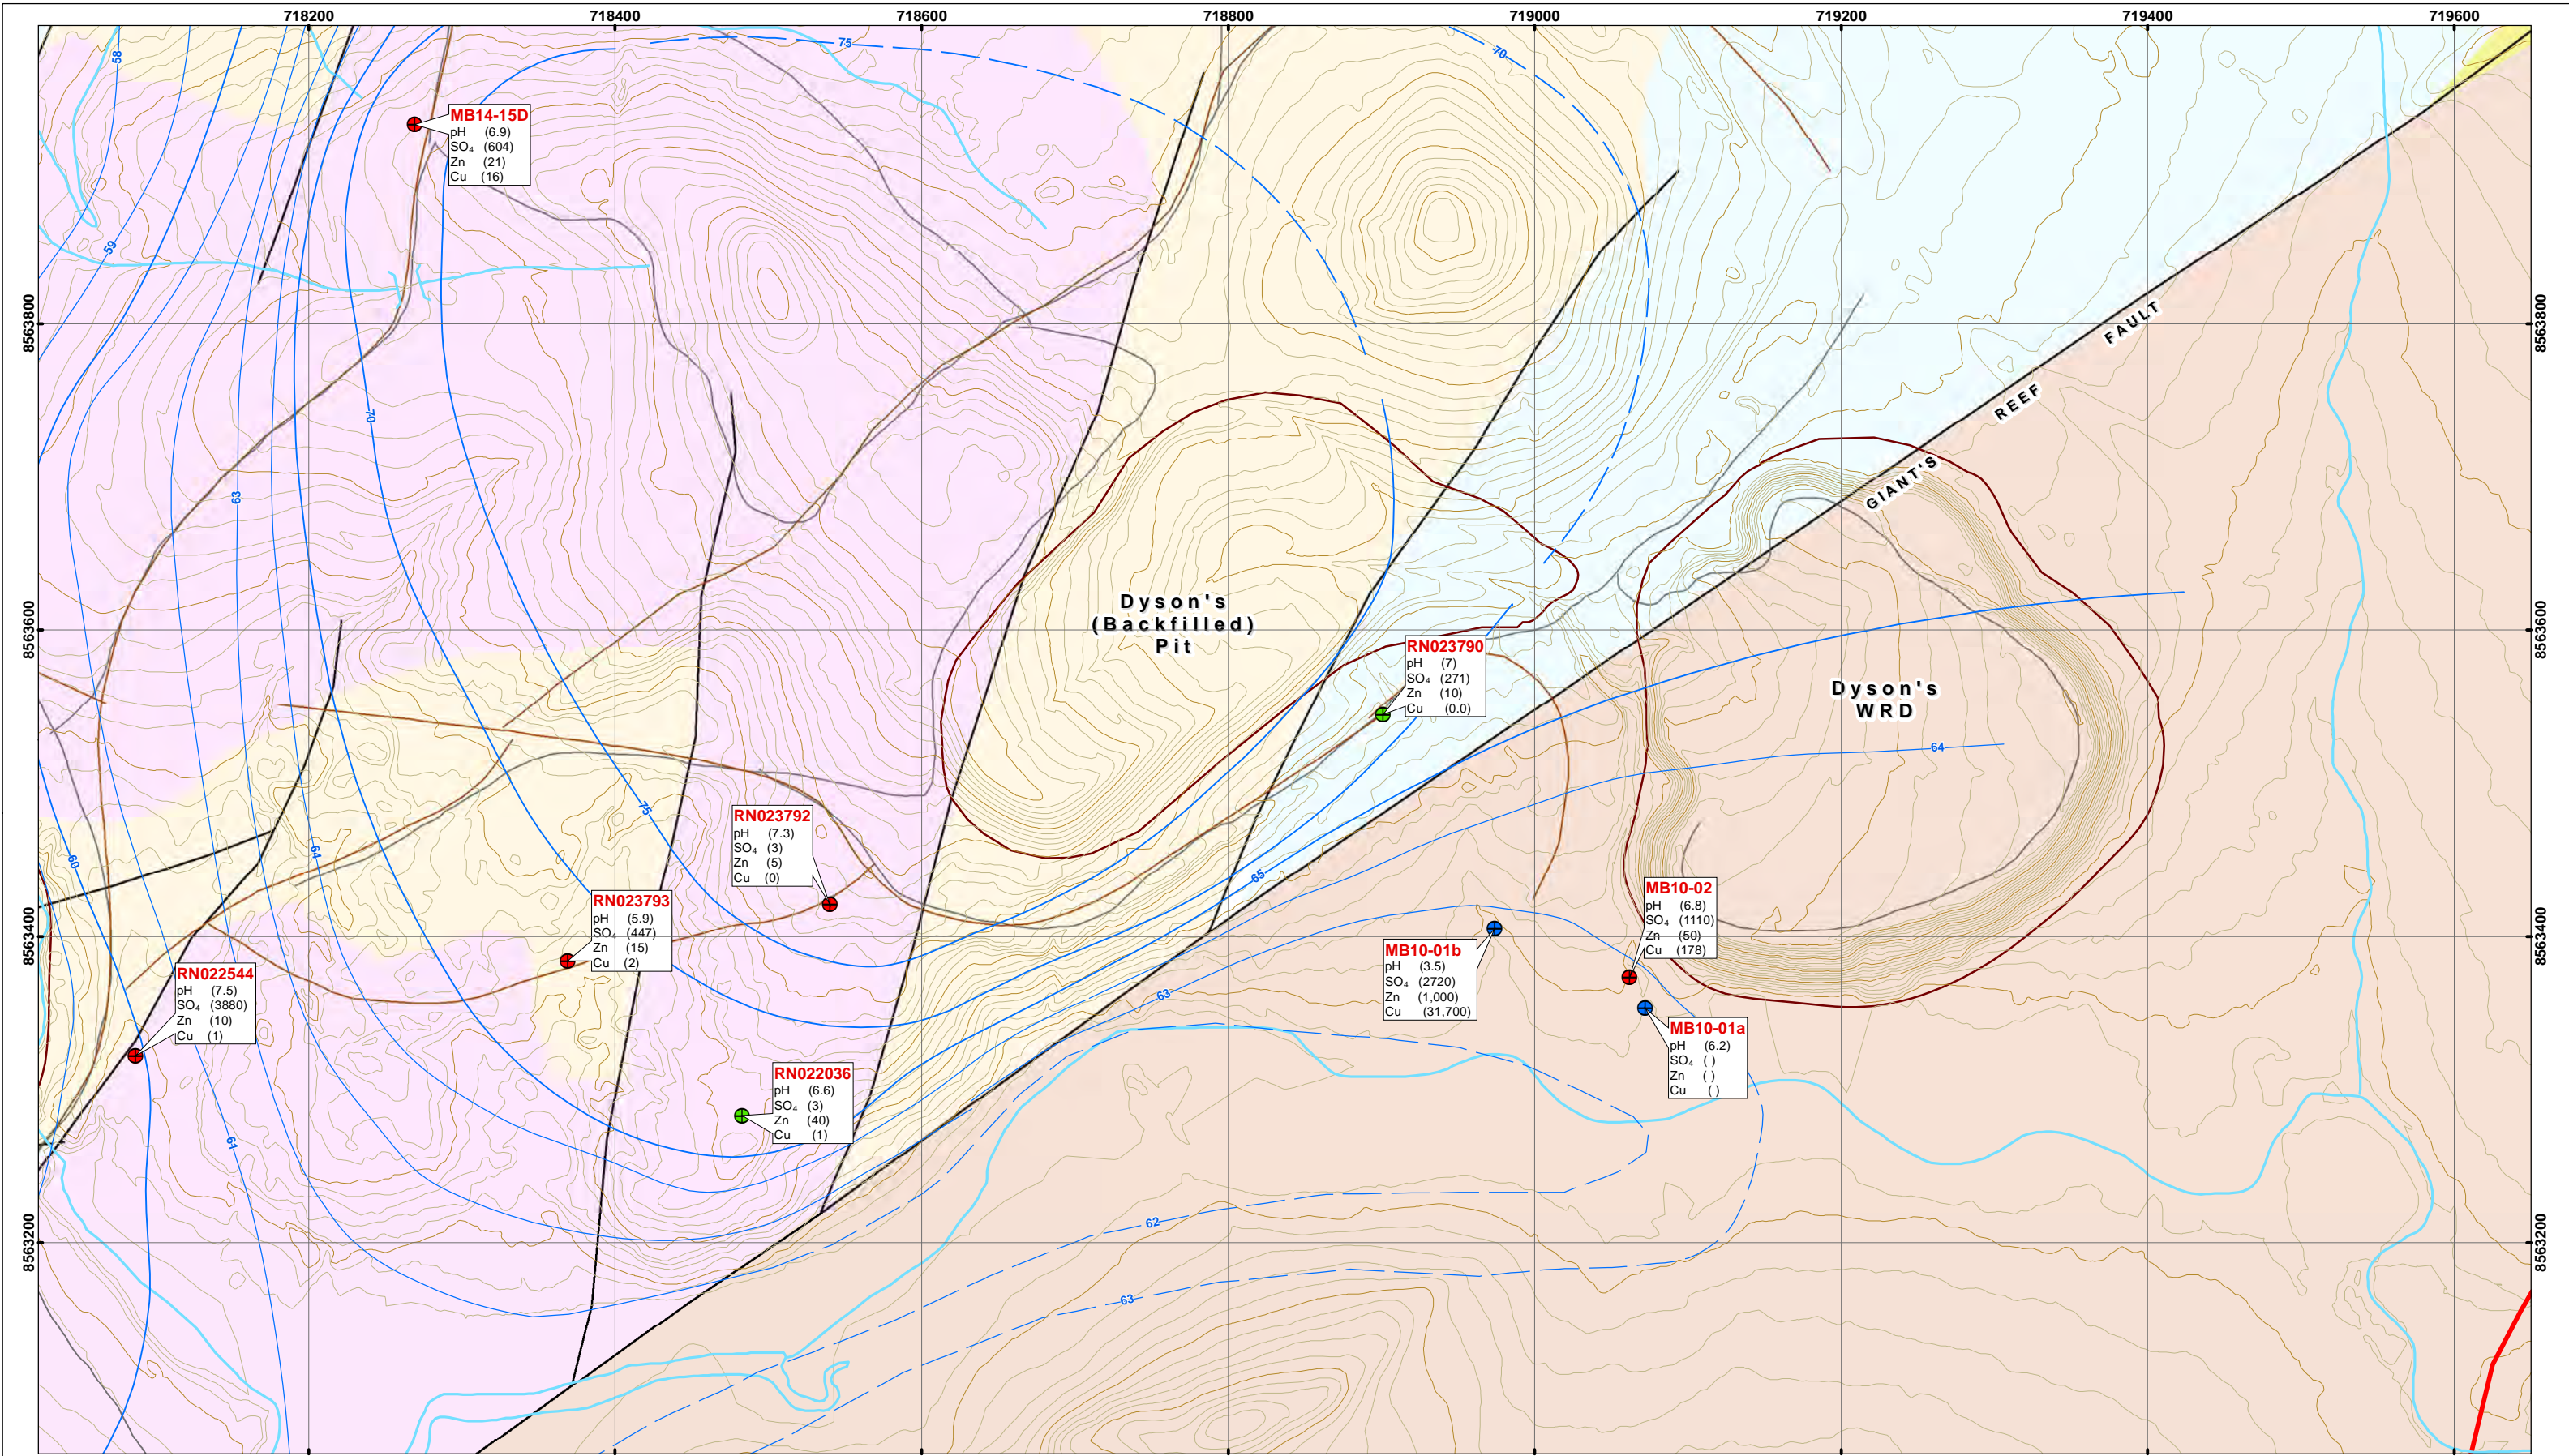 718200 718400 718600 718800 719000 719200 719400 719600
75
70
58
MB14-15D
pH (6.9)
SO₄ (604)
Zn (21)
Cu (16)
59
8563800
8563800
FAULT
REEF
GIANT'S
70
63
8563600
8563600
Dyson's
(Backfilled)
Pit
RN023790
pH (7)
SO₄ (271)
Zn (10)
Cu (0.0)
Dyson's
WRD
64
75
RN023792
pH (7.3)
SO₄ (3)
Zn (5)
Cu (0)
64
60
65
RN023793
pH (5.9)
SO₄ (447)
Zn (15)
Cu (2)
MB10-02
pH (6.8)
SO₄ (1110)
Zn (50)
Cu (178)
8563400
8563400
MB10-01b
pH (3.5)
SO₄ (2720)
Zn (1,000)
Cu (31,700)
RN022544
pH (7.5)
SO₄ (3880)
Zn (10)
Cu (1)
63
MB10-01a
pH (6.2)
SO₄ ( )
Zn ( )
Cu ( )
RN022036
pH (6.6)
SO₄ (3)
Zn (40)
Cu (1)
61
62
8563200
8563200
63